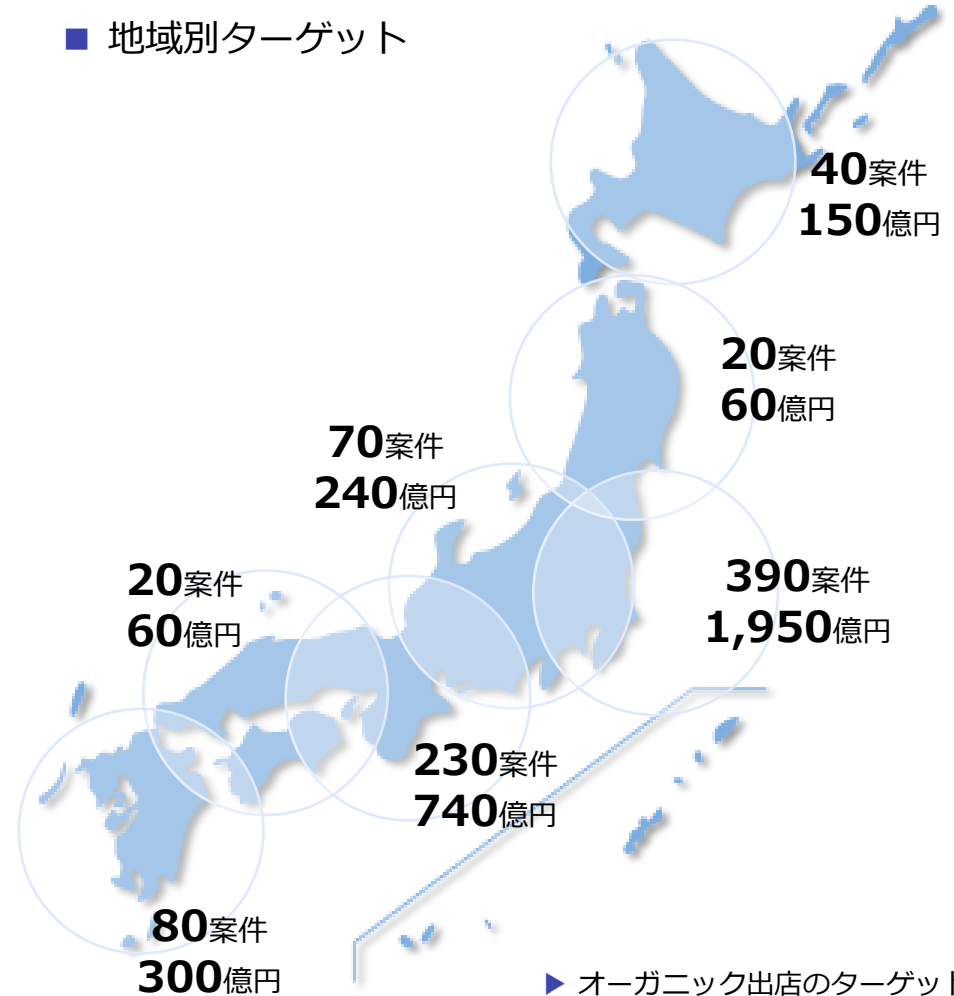 ■ 地域別ターゲット
40案件
150億円
20案件
60億円
70案件
240億円
20案件
60億円
390案件
1,950億円
230案件
740億円
80案件
300億円
▶ オーガニック出店のターゲット